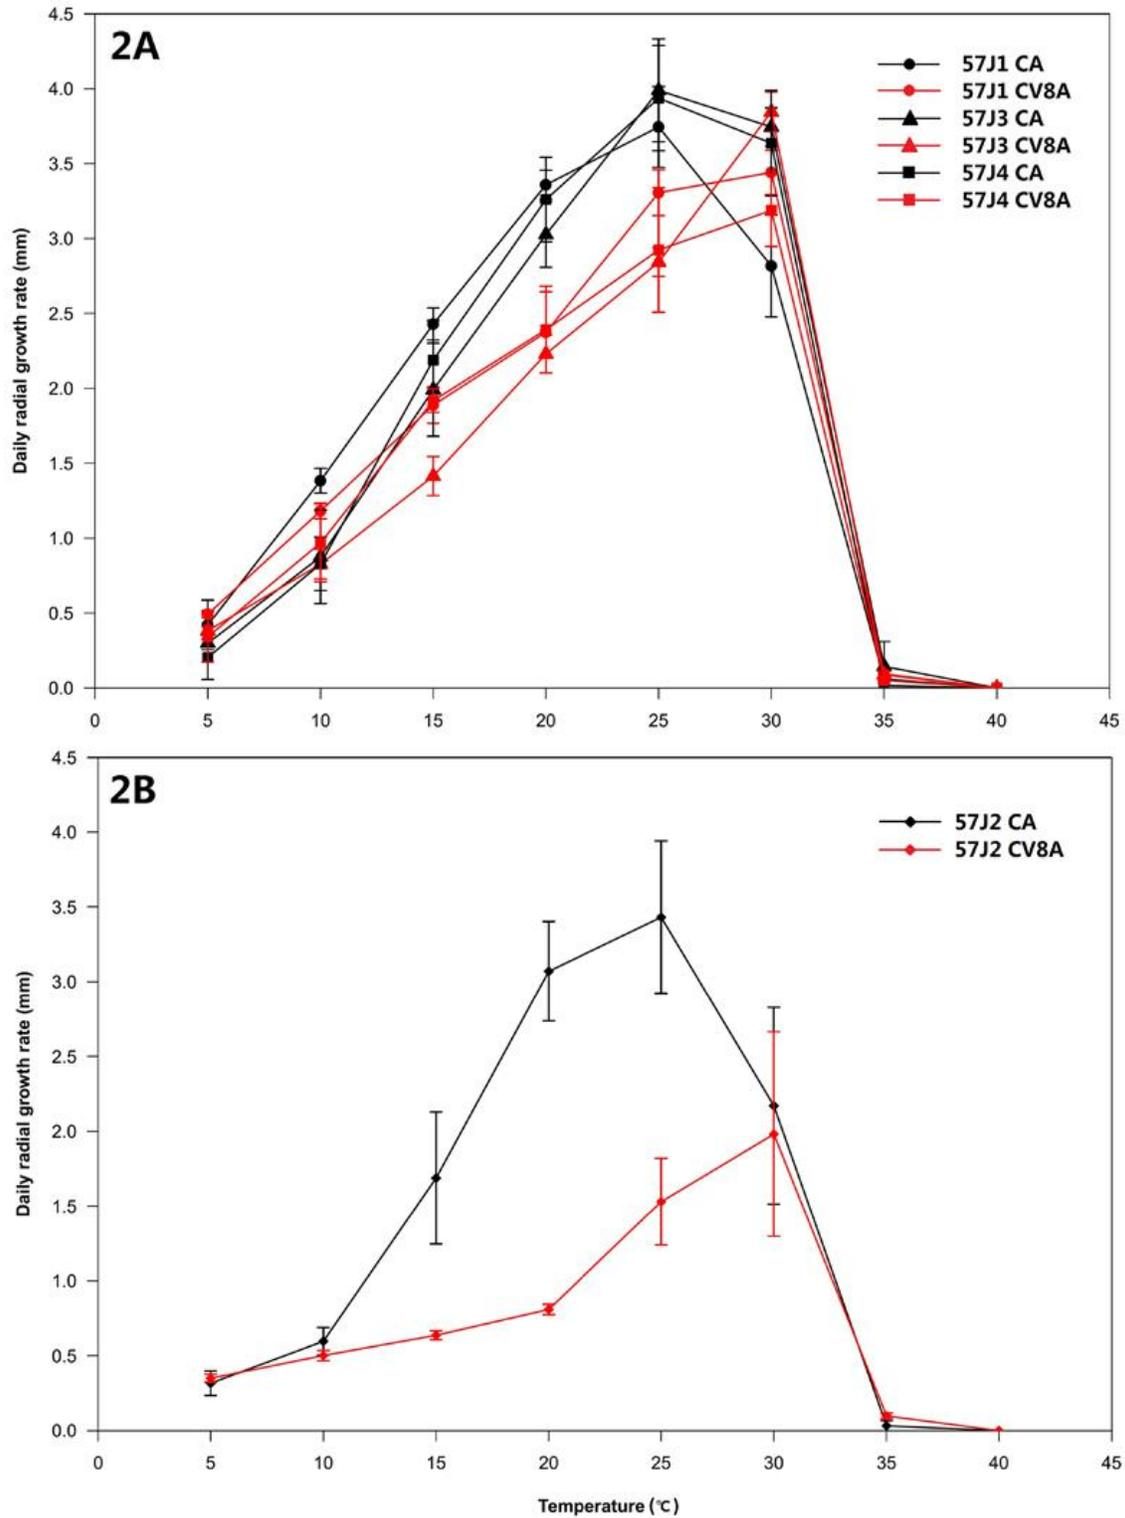 2A
57J1 CA
57J1 CV8A
57J3 CA
57J3 CV8A
57J4 CA
57J4 CV8A
Daily radial growth rate (mm)
4.5
4.0
3.5
3.0
2.5
2.0
1.5
1.0
0.5
0.0
0 5 10 15 20 25 30 35 40 45
2B
57J2 CA
57J2 CV8A
Daily radial growth rate (mm)
4.5
4.0
3.5
3.0
2.5
2.0
1.5
1.0
0.5
0.0
0 5 10 15 20 25 30 35 40 45
Temperature (℃)